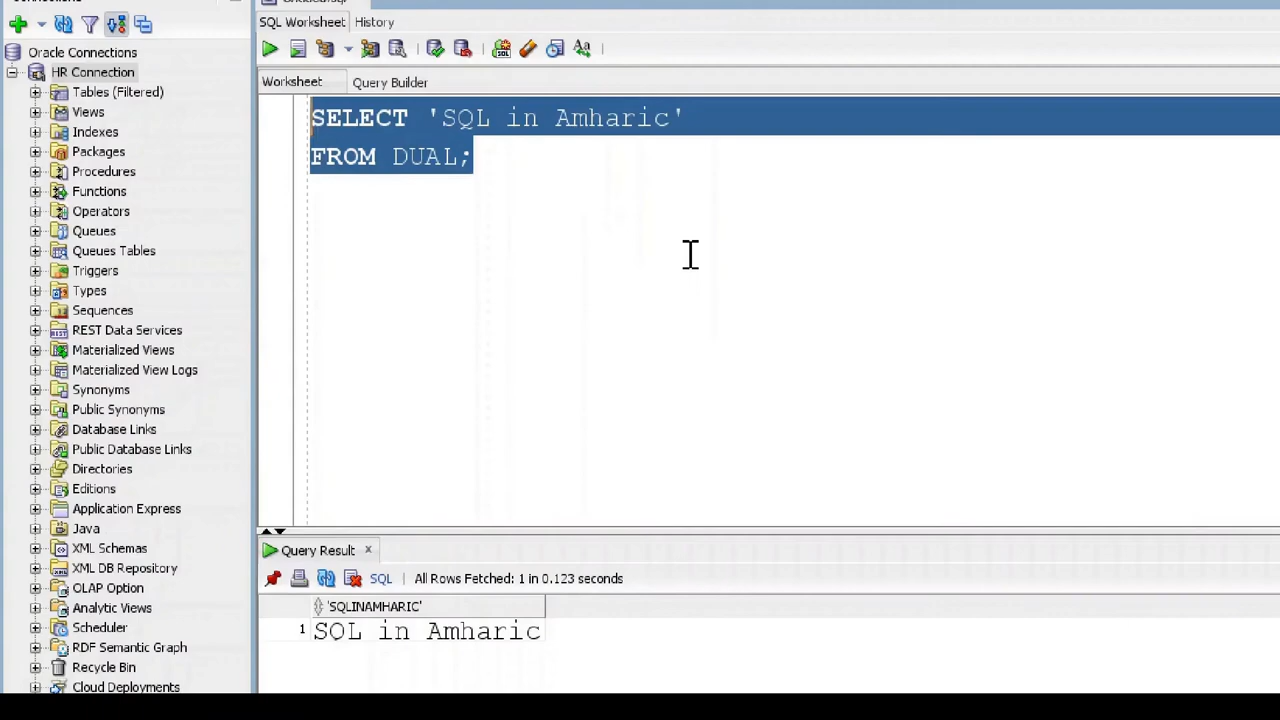 SQL Worksheet History
Worksheet Query Builder
Oracle Connections
HR Connection
Tables (Filtered)
Views
Indexes
Packages
Procedures
Functions
Operators
Queues
Queues Tables
Triggers
Types
Sequences
REST Data Services
Materialized Views
Materialized View Logs
Synonyms
Public Synonyms
Database Links
Public Database Links
Directories
Editions
Application Express
Java
XML Schemas
XML DB Repository
OLAP Option
Analytic Views
Scheduler
RDF Semantic Graph
Recycle Bin
Cloud Deployments
SELECT 'SQL in Amharic'
FROM DUAL;
Query Result
SQL | All Rows Fetched: 1 in 0.123 seconds
'SQLINAMHARIC'
1 SQL in Amharic